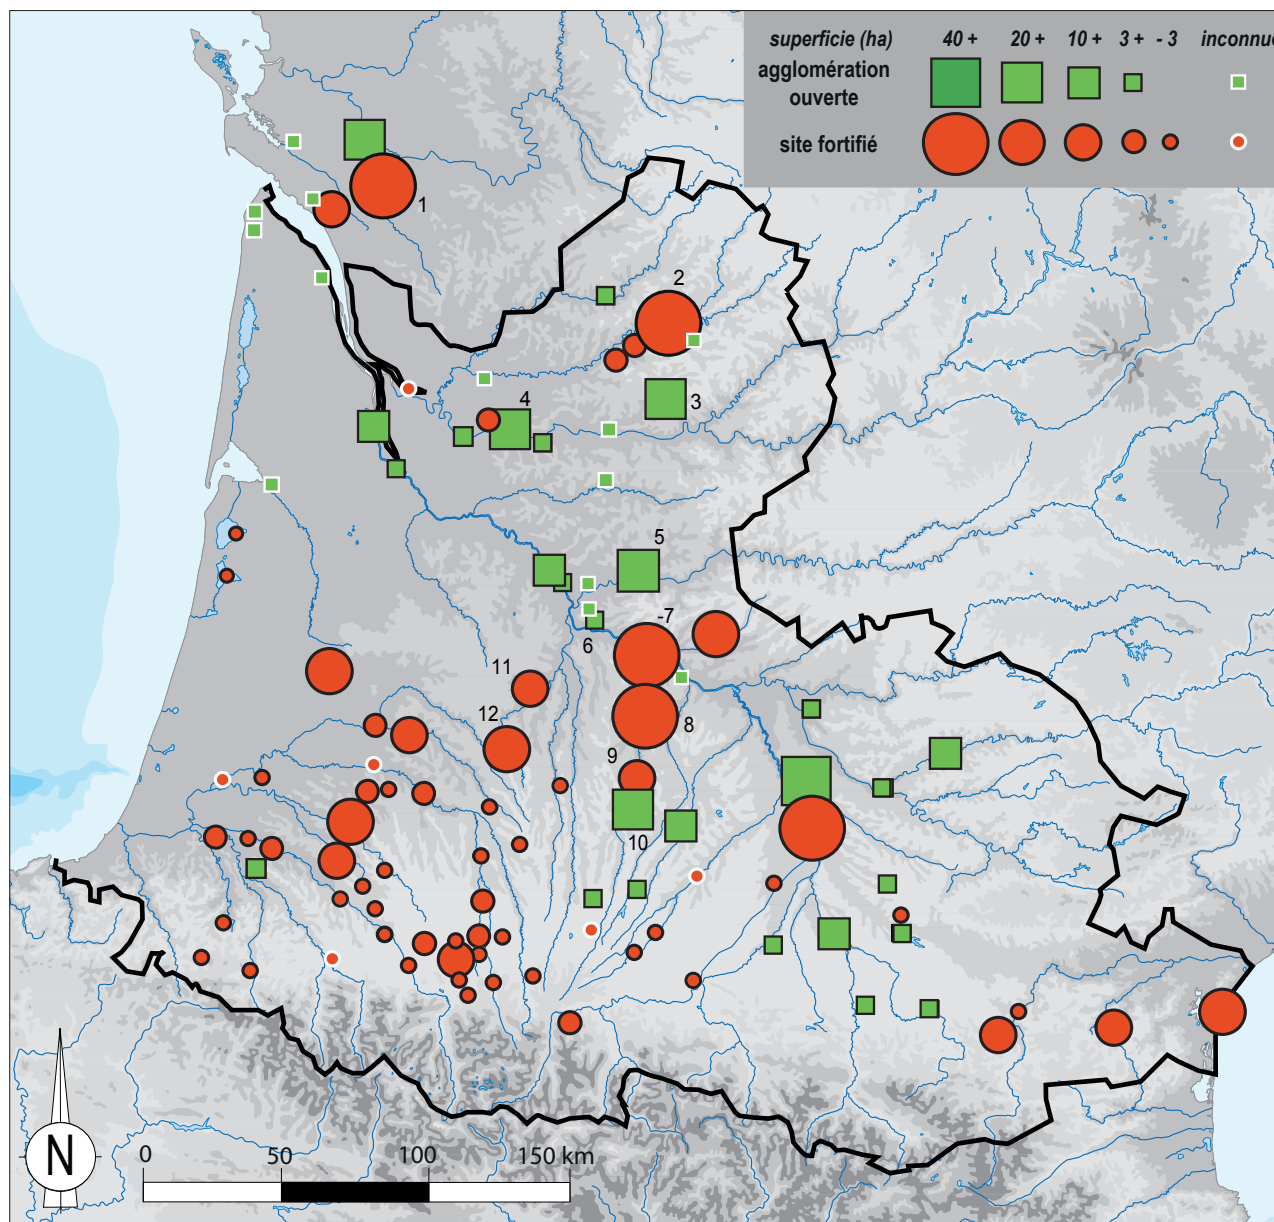 superficie (ha) 40 + 20 + 10 + 3 + - 3 inconnue
agglomération
ouverte
site fortifié
1
2
3
4
5
-7
6
11
12
8
9
10
N
0 50 100 150 km